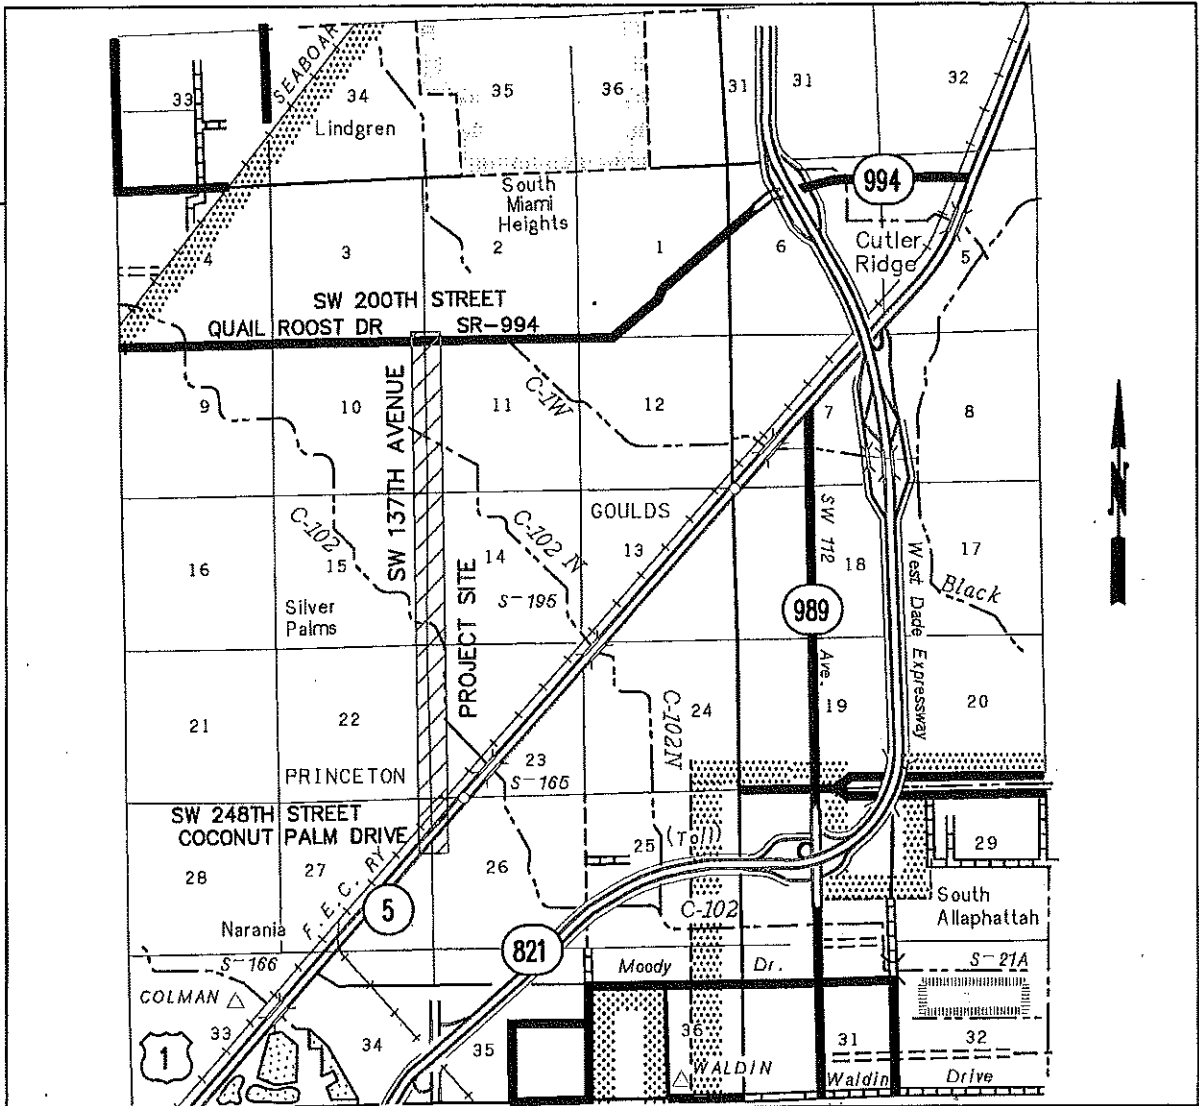 SEABOAR
33
34
35
36
31
31
32
Lindgren
South
Miami
Heights
994
4
3
2
1
6
Cutler
Ridge
5
SW 200TH STREET
QUAIL ROOST DR
SR-994
9
10
SW 137TH AVENUE
11
C-1W
12
7
8
N
C-102
C-102 N
GOULDS
SW 112
16
15
14
13
18
17
West Dade Expressway
Black
Silver
Palms
S-195
PROJECT SITE
989
Ave.
21
22
24
19
20
C-102N
23
PRINCETON
S-165
SW 248TH STREET
COCONUT PALM DRIVE
28
27
F. E. C. RY
26
25
(Toll)
29
5
C-102
South
Allaphattah
Narania
821
S-166
Moody
Dr.
S-21A
COLMAN
33
34
35
36
31
32
1
WALDIN
Waldin
Drive